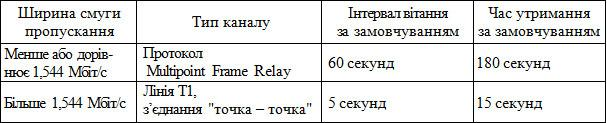 Ширина смуги пропускання Тип каналу Інтервал вітання за замовчуванням Час утримання за замовчуванням
Менше або дорів-
нює 1,544 Мбіт/с Протокол
Multipoint Frame Relay 60 секунд 180 секунд
Більше 1,544 Мбіт/с Лінія Т1,
з’єднання "точка – точка" 5 секунд 15 секунд